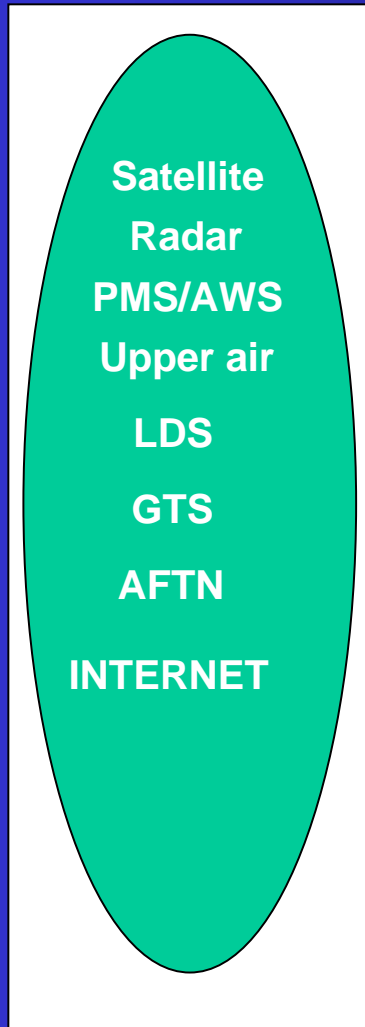 Satellite
Radar
PMS/AWS
Upper air
LDS
GTS
AFTN
INTERNET